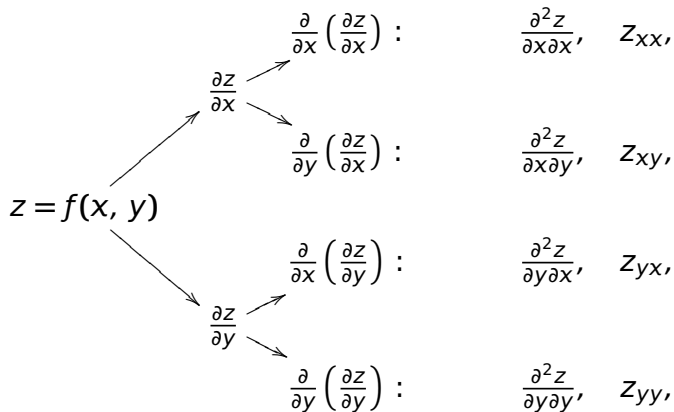 ∂/∂x (∂z/∂x) : ∂²z/∂x∂x, z_xx,
∂z/∂x
∂/∂y (∂z/∂x) : ∂²z/∂x∂y, z_xy,
z = f(x, y)
∂/∂x (∂z/∂y) : ∂²z/∂y∂x, z_yx,
∂z/∂y
∂/∂y (∂z/∂y) : ∂²z/∂y∂y, z_yy,